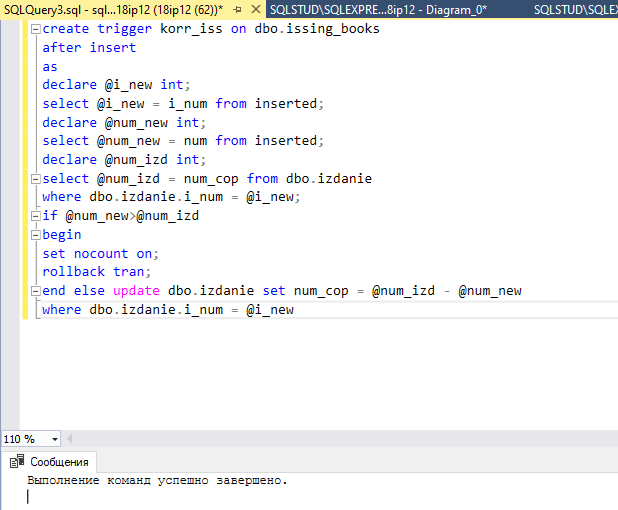 SQLQuery3.sql - sql...18ip12 (18ip12 (62))* SQLSTUD\SQLEXPRE...8ip12 - Diagram_0* SQLSTUD\SQLEX
create trigger korr_iss on dbo.issing_books
after insert
as
declare @i_new int;
select @i_new = i_num from inserted;
declare @num_new int;
select @num_new = num from inserted;
declare @num_izd int;
select @num_izd = num_cop from dbo.izdanie
where dbo.izdanie.i_num = @i_new;
if @num_new>@num_izd
begin
set nocount on;
rollback tran;
end else update dbo.izdanie set num_cop = @num_izd - @num_new
where dbo.izdanie.i_num = @i_new
110 %
Сообщения
Выполнение команд успешно завершено.